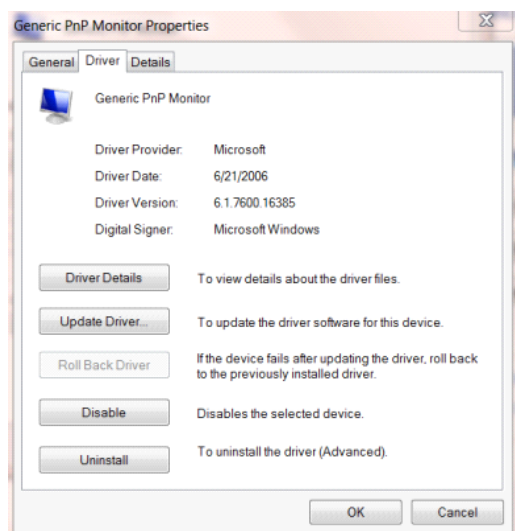 Generic PnP Monitor Properties
General Driver Details
Generic PnP Monitor
Driver Provider: Microsoft
Driver Date: 6/21/2006
Driver Version: 6.1.7600.16385
Digital Signer: Microsoft Windows
Driver Details To view details about the driver files.
Update Driver... To update the driver software for this device.
Roll Back Driver If the device fails after updating the driver, roll back
to the previously installed driver.
Disable Disables the selected device.
Uninstall To uninstall the driver (Advanced).
OK Cancel